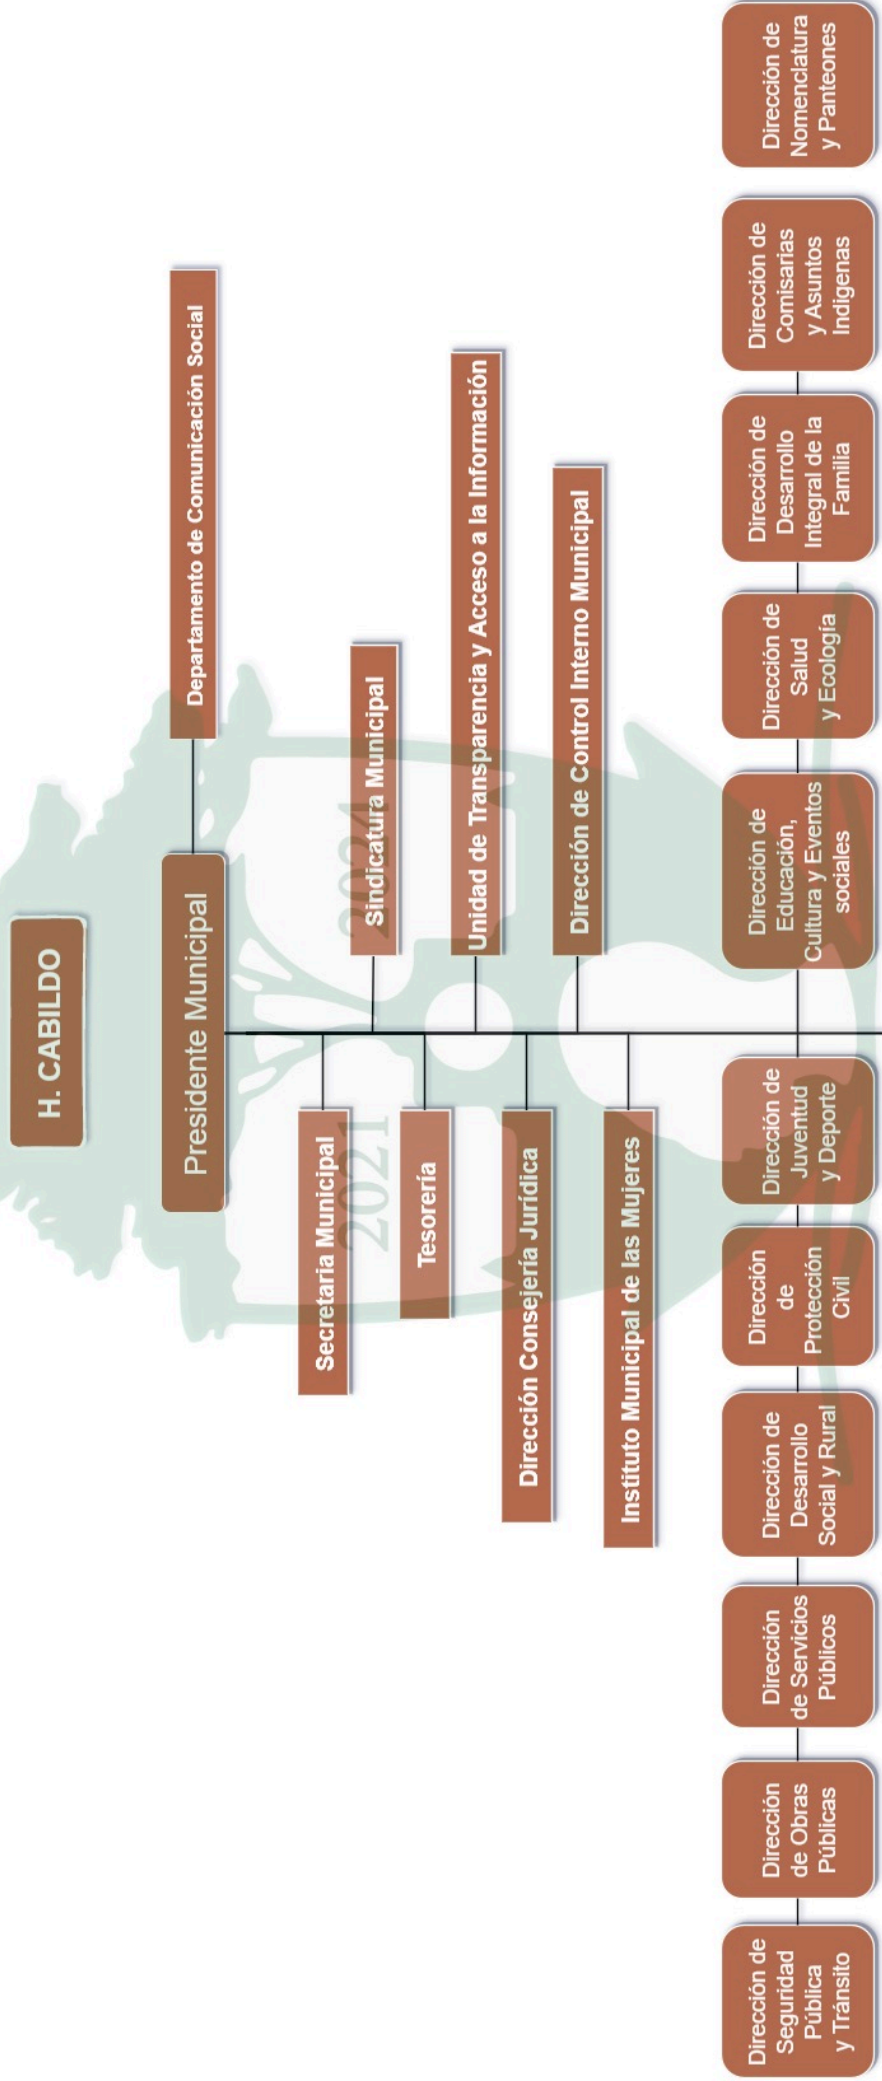 H. CABILDO
Presidente Municipal
Departamento de Comunicación Social
Secretaria Municipal
2021
2024
Sindicatura Municipal
Tesorería
Unidad de Transparencia y Acceso a la Información
Dirección Consejería Jurídica
Dirección de Control Interno Municipal
Instituto Municipal de las Mujeres
Dirección de
Seguridad
Pública
y Tránsito
Dirección
de Obras
Públicas
Dirección
de Servicios
Públicos
Dirección de
Desarrollo
Social y Rural
Dirección
de
Protección
Civil
Dirección de
Juventud
y Deporte
Dirección de
Educación,
Cultura y Eventos
sociales
Dirección de
Salud
y Ecología
Dirección de
Desarrollo
Integral de la
Familia
Dirección de
Comisarias
y Asuntos
Indigenas
Dirección de
Nomenclatura
y Panteones